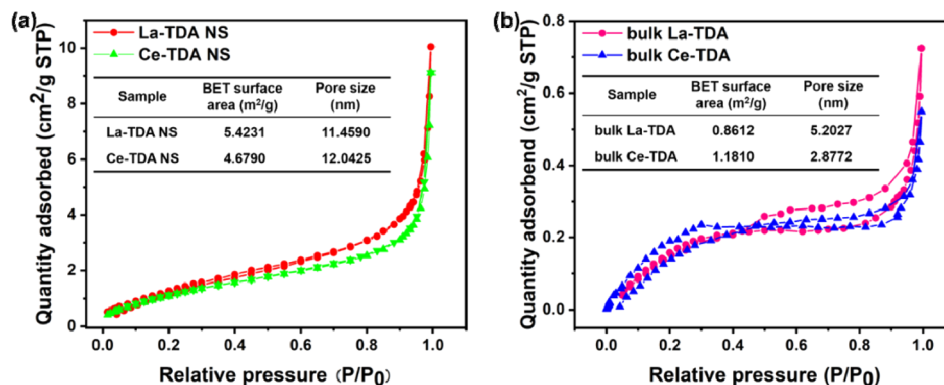 (a)
La-TDA NS
Ce-TDA NS
Sample BET surface area (m²/g) Pore size (nm)
La-TDA NS 5.4231 11.4590
Ce-TDA NS 4.6790 12.0425
Quantity adsorbed (cm²/g STP)
10
8
6
4
2
0
0.0 0.2 0.4 0.6 0.8 1.0
Relative pressure (P/P₀)
(b)
bulk La-TDA
bulk Ce-TDA
Sample BET surface area (m²/g) Pore size (nm)
bulk La-TDA 0.8612 5.2027
bulk Ce-TDA 1.1810 2.8772
Quantity adsorbend (cm²/g STP)
0.8
0.6
0.4
0.2
0.0
0.0 0.2 0.4 0.6 0.8 1.0
Relative pressure (P/P₀)